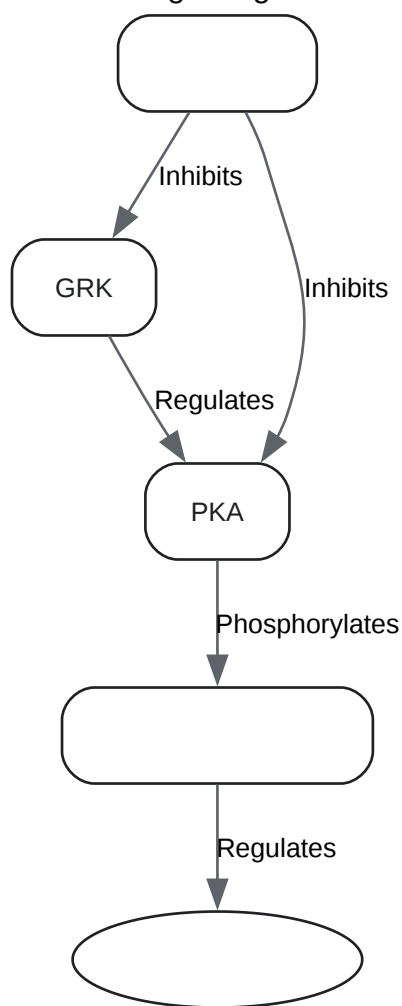 Inhibits
GRK
Inhibits
Regulates
PKA
Phosphorylates
Regulates